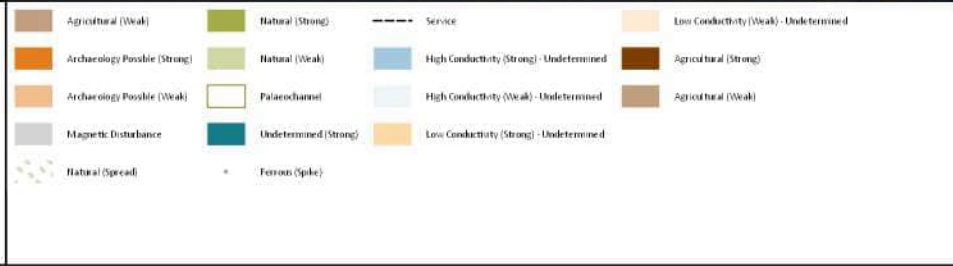 Agricultural (Weak)
Archaeology Possible (Strong)
Archaeology Possible (Weak)
Magnetic Disturbance
Natural (Spread)
Natural (Strong)
Natural (Weak)
Palaeochannel
Undetermined (Strong)
Ferrous (Spike)
Service
High Conductivity (Strong) - Undetermined
High Conductivity (Weak) - Undetermined
Low Conductivity (Strong) - Undetermined
Low Conductivity (Weak) - Undetermined
Agricultural (Strong)
Agricultural (Weak)